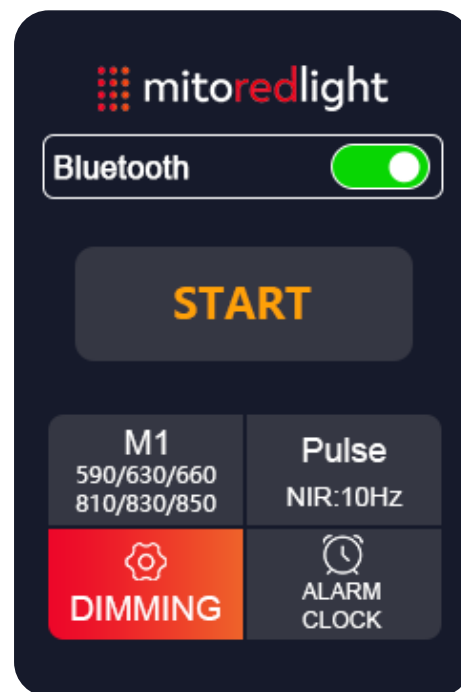 mitoredlight
Bluetooth
START
M1
590/630/660
810/830/850
Pulse
NIR:10Hz
DIMMING
ALARM
CLOCK